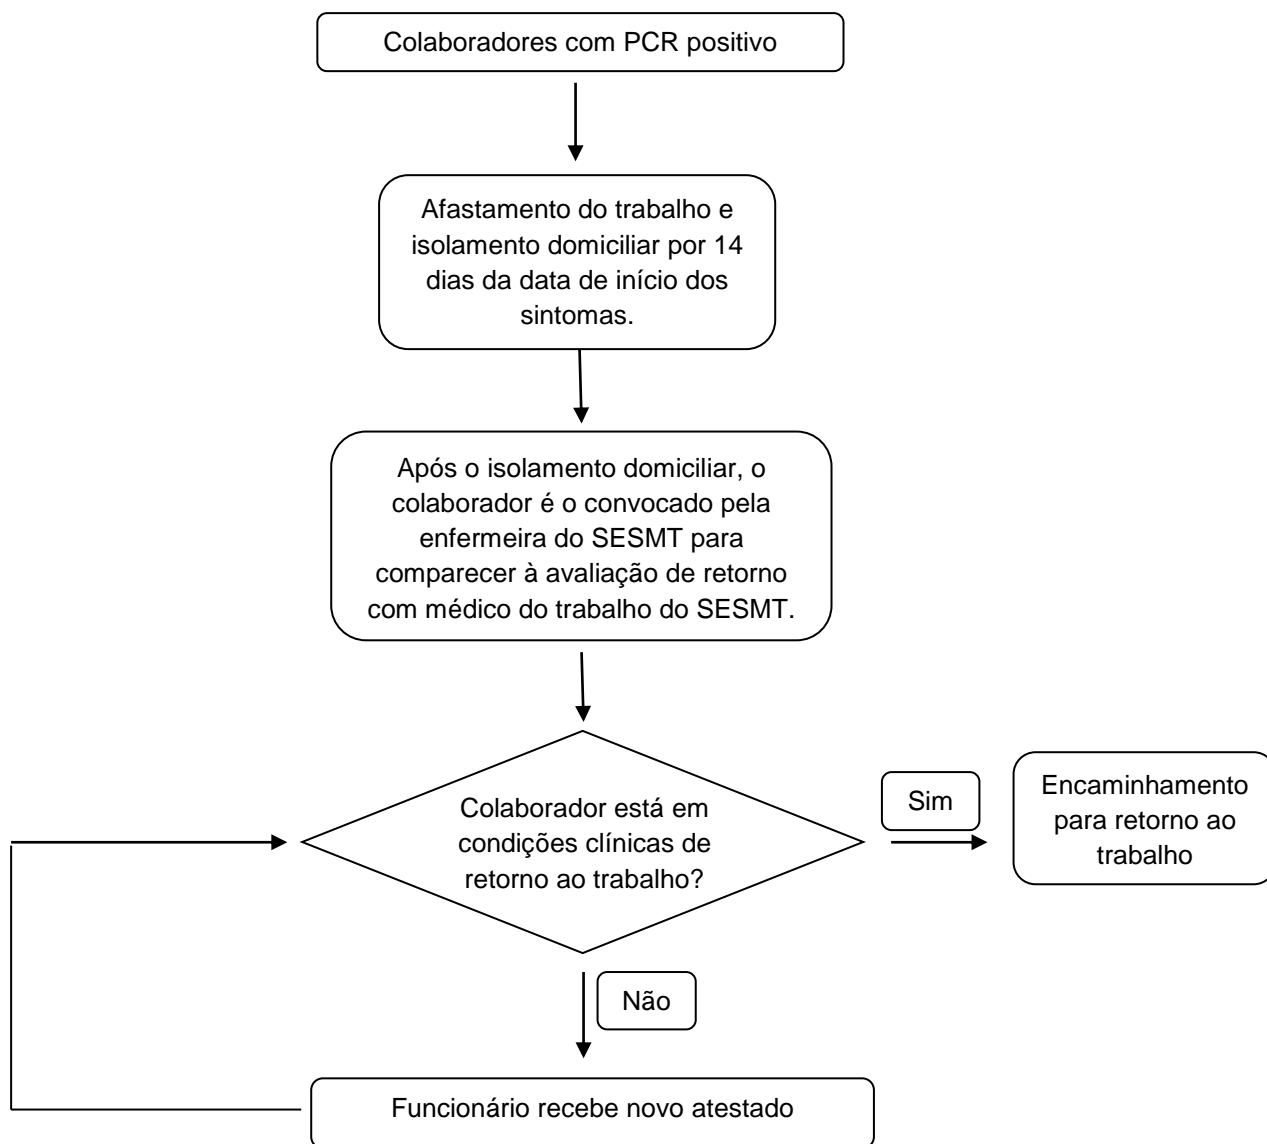 Colaboradores com PCR positivo
Afastamento do trabalho e
isolamento domiciliar por 14
dias da data de início dos
sintomas.
Após o isolamento domiciliar, o
colaborador é o convocado pela
enfermeira do SESMT para
comparecer à avaliação de retorno
com médico do trabalho do SESMT.
Colaborador está em
condições clínicas de
retorno ao trabalho?
Sim
Encaminhamento
para retorno ao
trabalho
Não
Funcionário recebe novo atestado